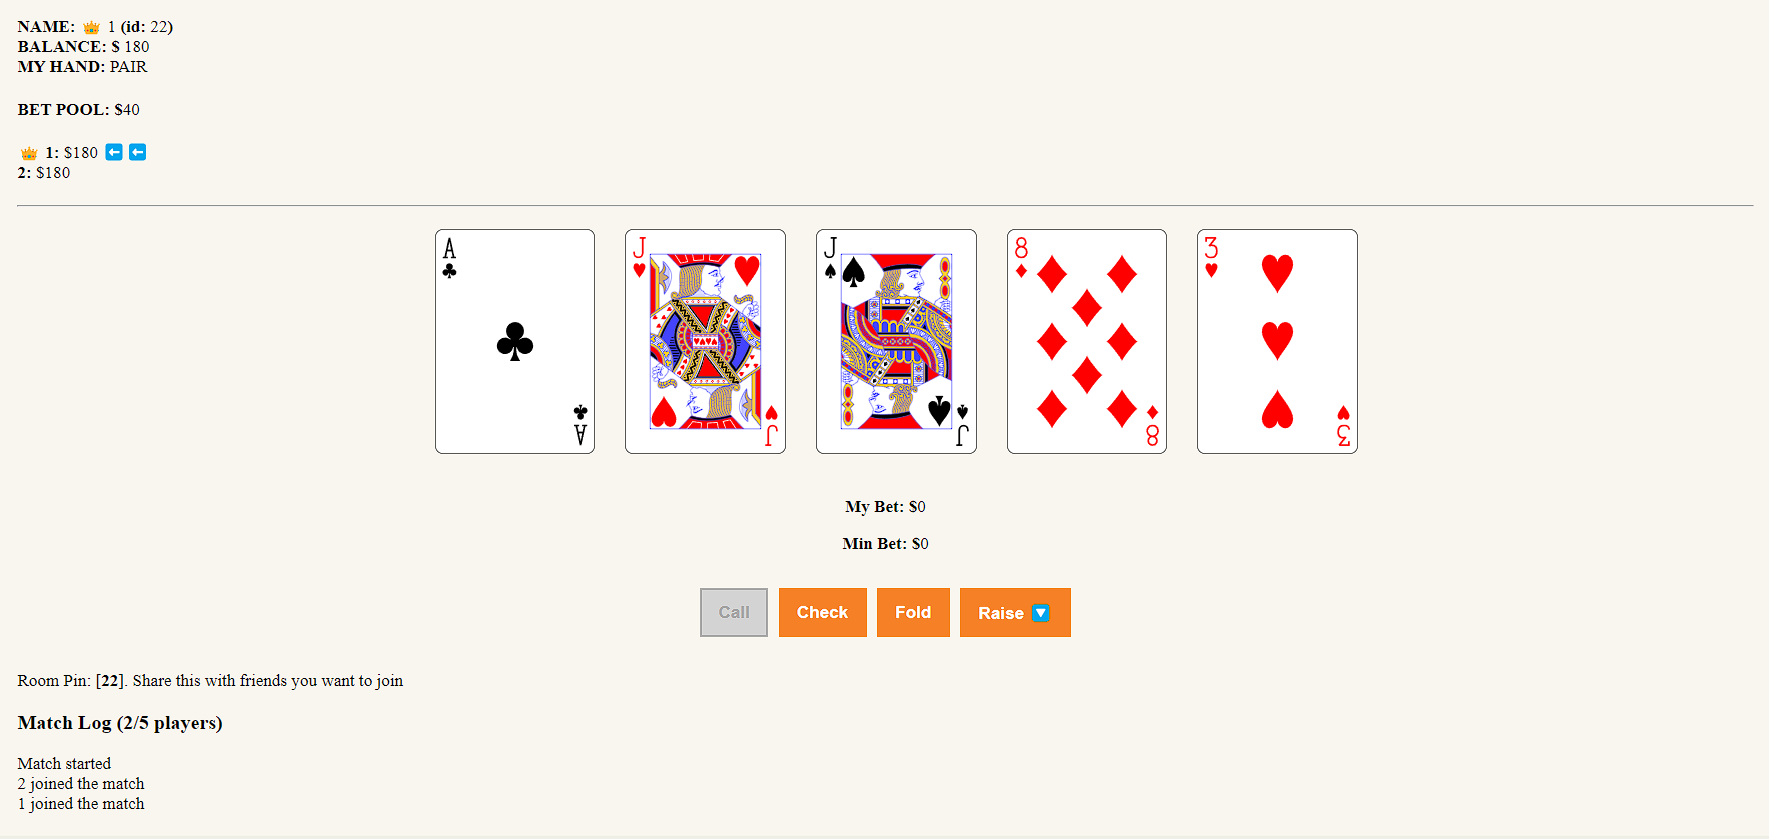 NAME: 👑 1 (id: 22)
BALANCE: $ 180
MY HAND: PAIR
BET POOL: $40
👑 1: $180 ⬅️ ⬅️
2: $180
A J J 8 3
A J J 8 3
My Bet: $0
Min Bet: $0
Call Check Fold Raise 🔽
Room Pin: [22]. Share this with friends you want to join
Match Log (2/5 players)
Match started
2 joined the match
1 joined the match